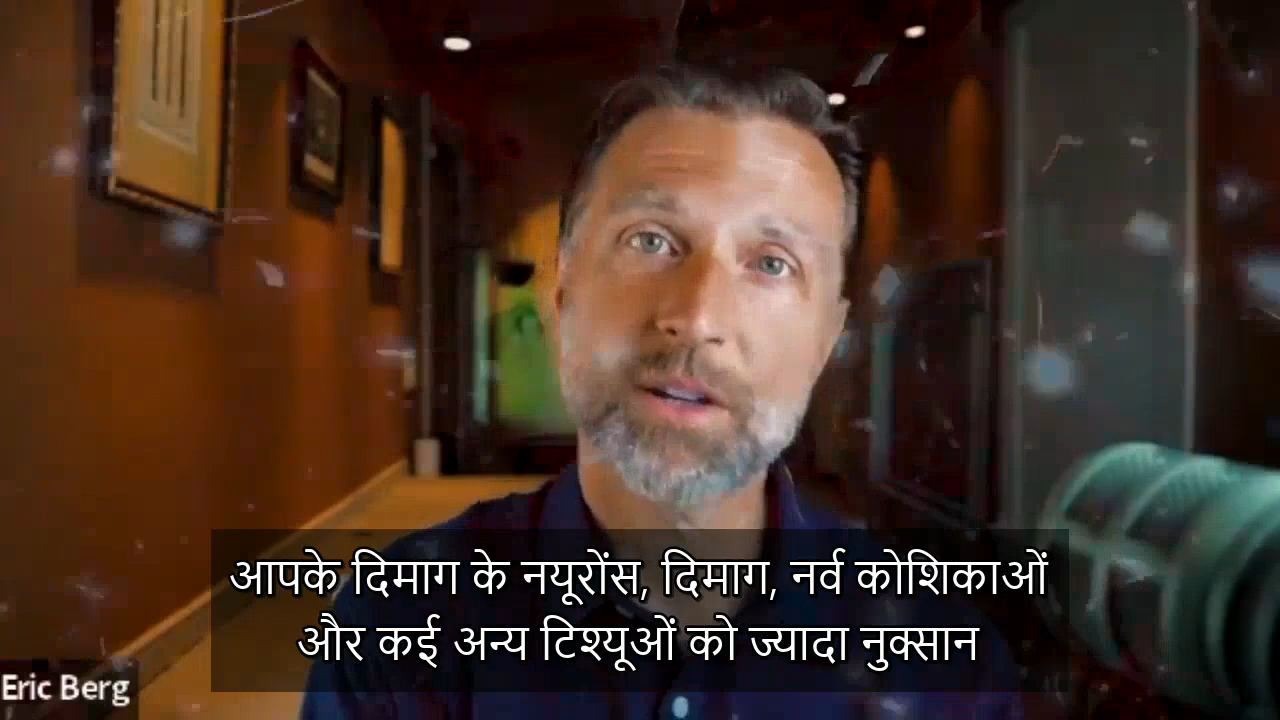 आपके दिमाग के नयूरोंस, दिमाग, नर्व कोशिकाओं
और कई अन्य टिश्यूओं को ज्यादा नुक्सान
Eric Berg